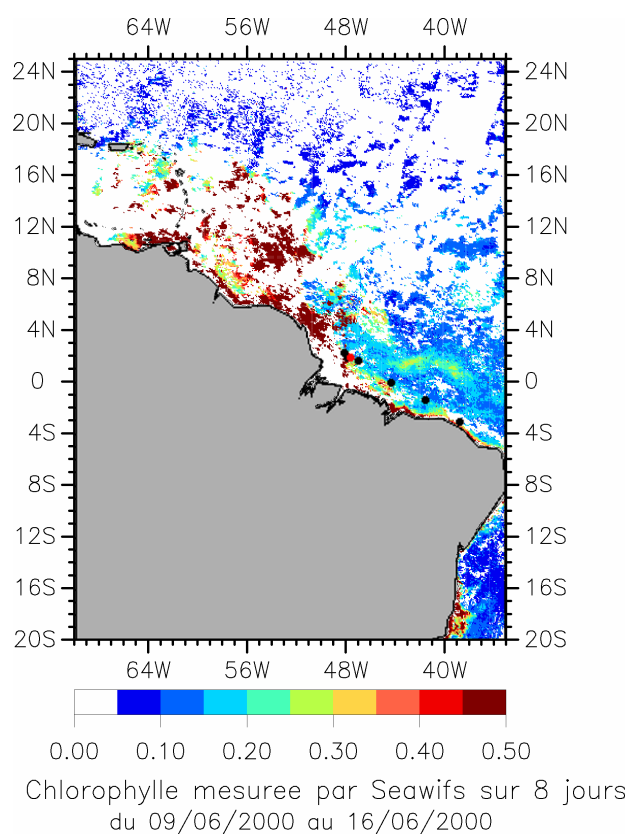 64W 56W 48W 40W
24N 24N
20N 20N
16N 16N
12N 12N
8N 8N
4N 4N
0 0
4S 4S
8S 8S
12S 12S
16S 16S
20S 20S
64W 56W 48W 40W
0.00 0.10 0.20 0.30 0.40 0.50
Chlorophylle mesuree par Seawifs sur 8 jours
du 09/06/2000 au 16/06/2000